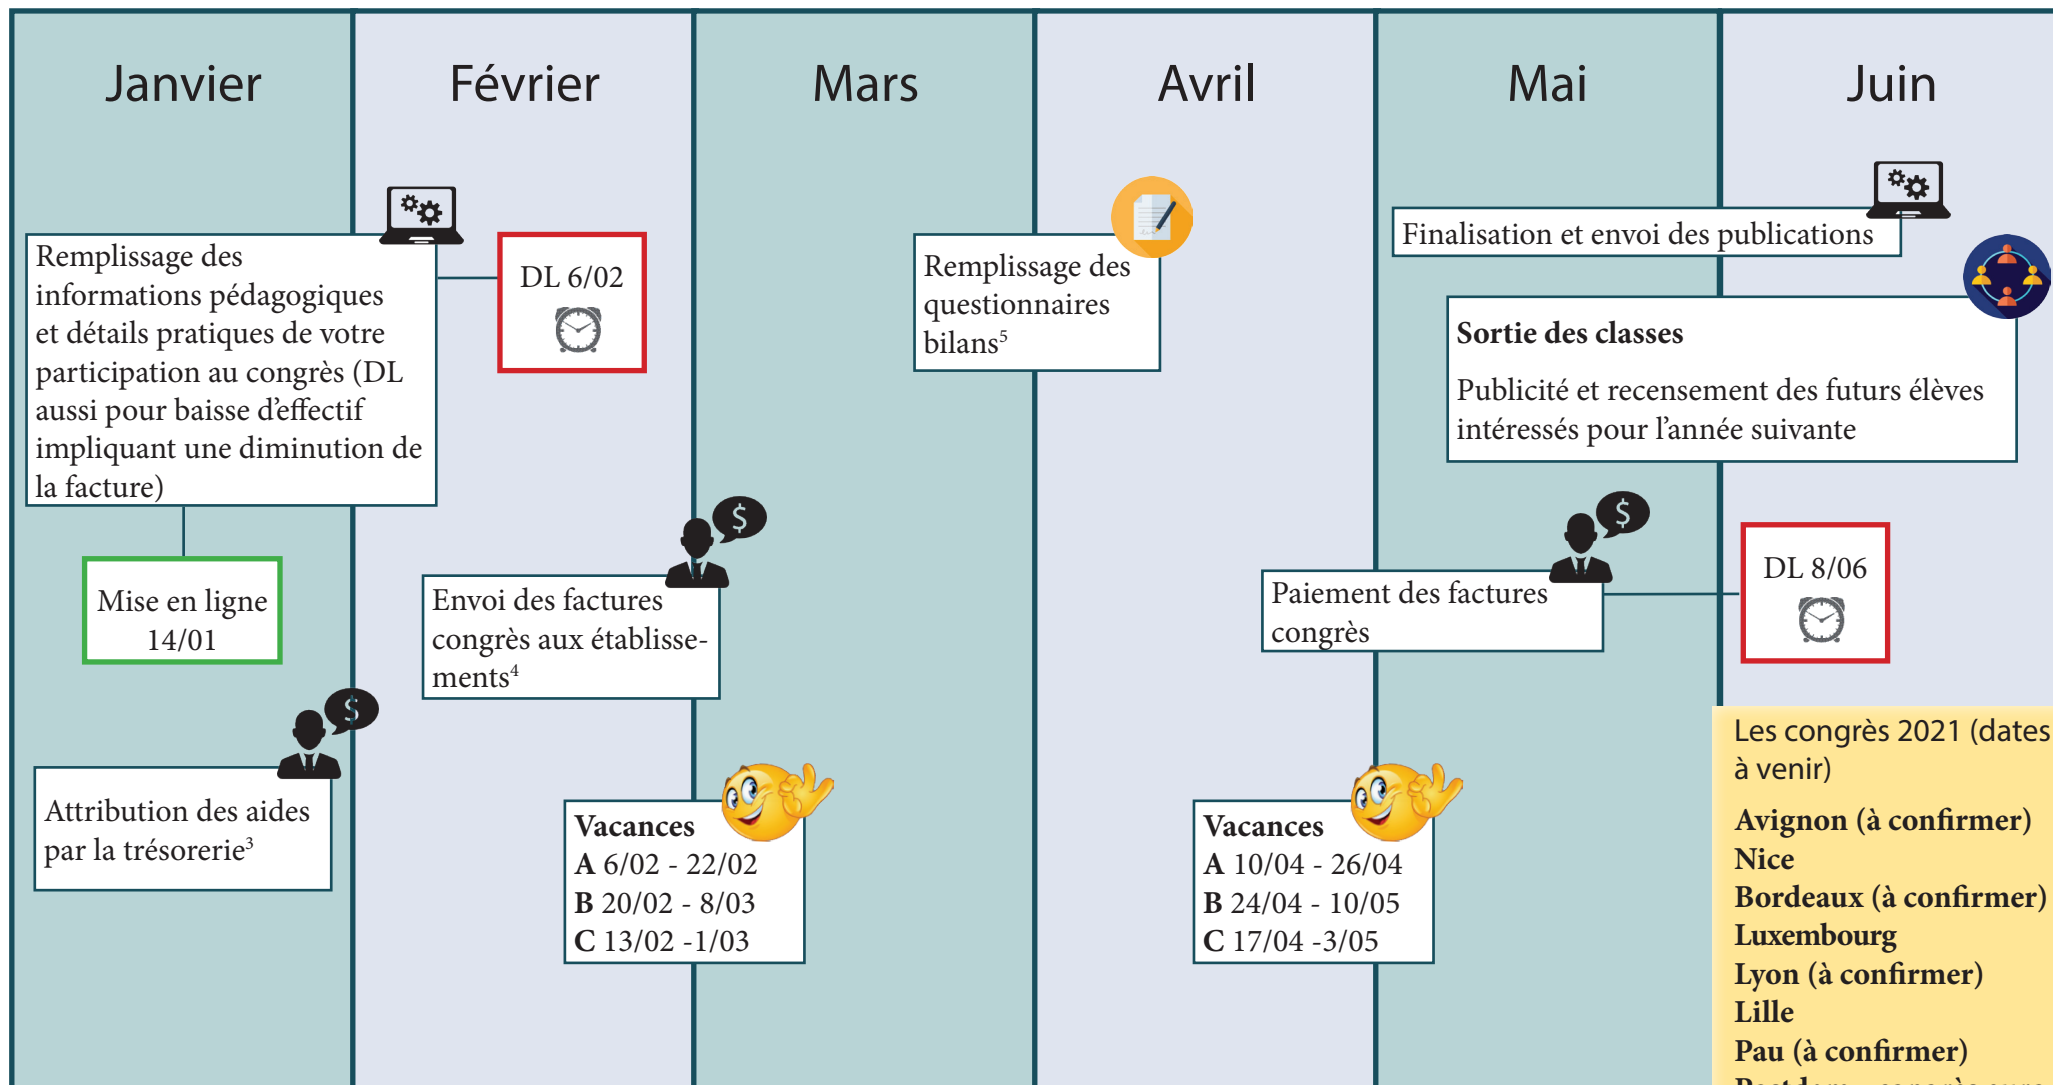 Janvier
Février
Mars
Avril
Mai
Juin
Remplissage des
informations pédagogiques
et détails pratiques de votre
participation au congrès (DL
aussi pour baisse d'effectif
impliquant une diminution de
la facture)
DL 6/02
Mise en ligne
14/01
Attribution des aides
par la trésorerie³
Envoi des factures
congrès aux établisse-
ments⁴
Vacances
A 6/02 - 22/02
B 20/02 - 8/03
C 13/02 -1/03
Remplissage des
questionnaires
bilans⁵
Vacances
A 10/04 - 26/04
B 24/04 - 10/05
C 17/04 -3/05
Finalisation et envoi des publications
Sortie des classes
Publicité et recensement des futurs élèves
intéressés pour l'année suivante
Paiement des factures
congrès
DL 8/06
Les congrès 2021 (dates
à venir)
Avignon (à confirmer)
Nice
Bordeaux (à confirmer)
Luxembourg
Lyon (à confirmer)
Lille
Pau (à confirmer)